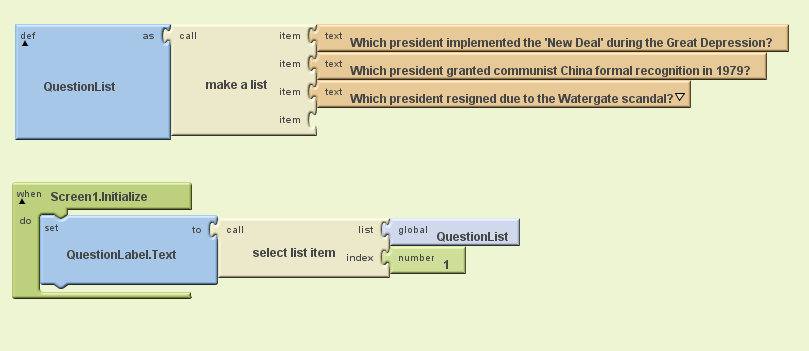 def as call item text Which president implemented the 'New Deal' during the Great Depression?
item text Which president granted communist China formal recognition in 1979?
QuestionList make a list
item text Which president resigned due to the Watergate scandal?
item
when Screen1.Initialize
do
set to call list global QuestionList
QuestionLabel.Text select list item
index number 1